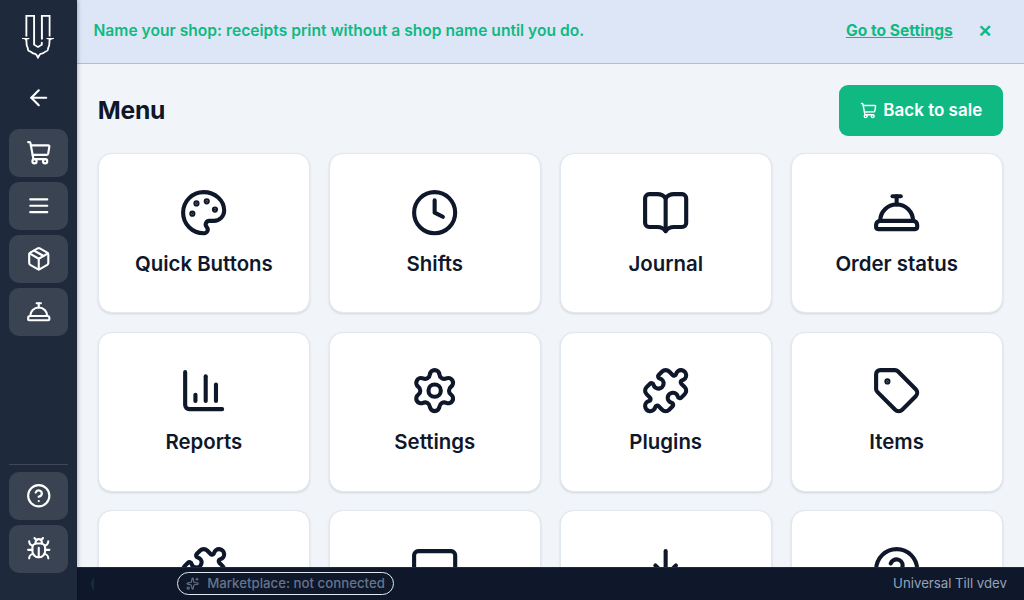 Name your shop: receipts print without a shop name until you do.
Go to Settings
Menu
Back to sale
Quick Buttons
Shifts
Journal
Order status
Reports
Settings
Plugins
Items
Marketplace: not connected
Universal Till vdev